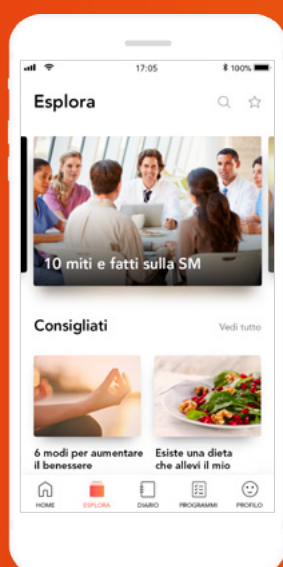 17:05
100%
Esplora
10 miti e fatti sulla SM
Consigliati
Vedi tutto
6 modi per aumentare
il benessere
Esiste una dieta
che allevi il mio
HOME
ESPLORA
DIARIO
PROGRAMMI
PROFILO